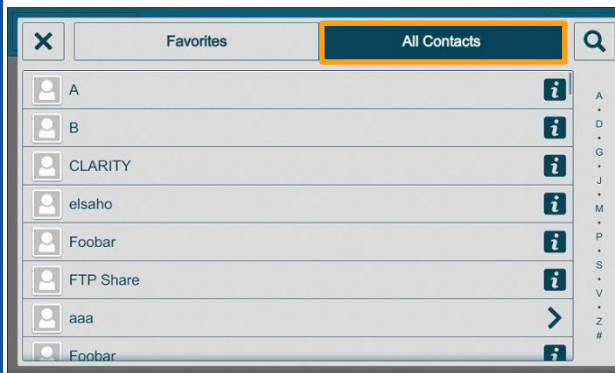 Favorites
All Contacts
A
B
CLARITY
elsaho
Foobar
FTP Share
aaa
Foobar
A
D
G
J
M
P
S
V
Z
#